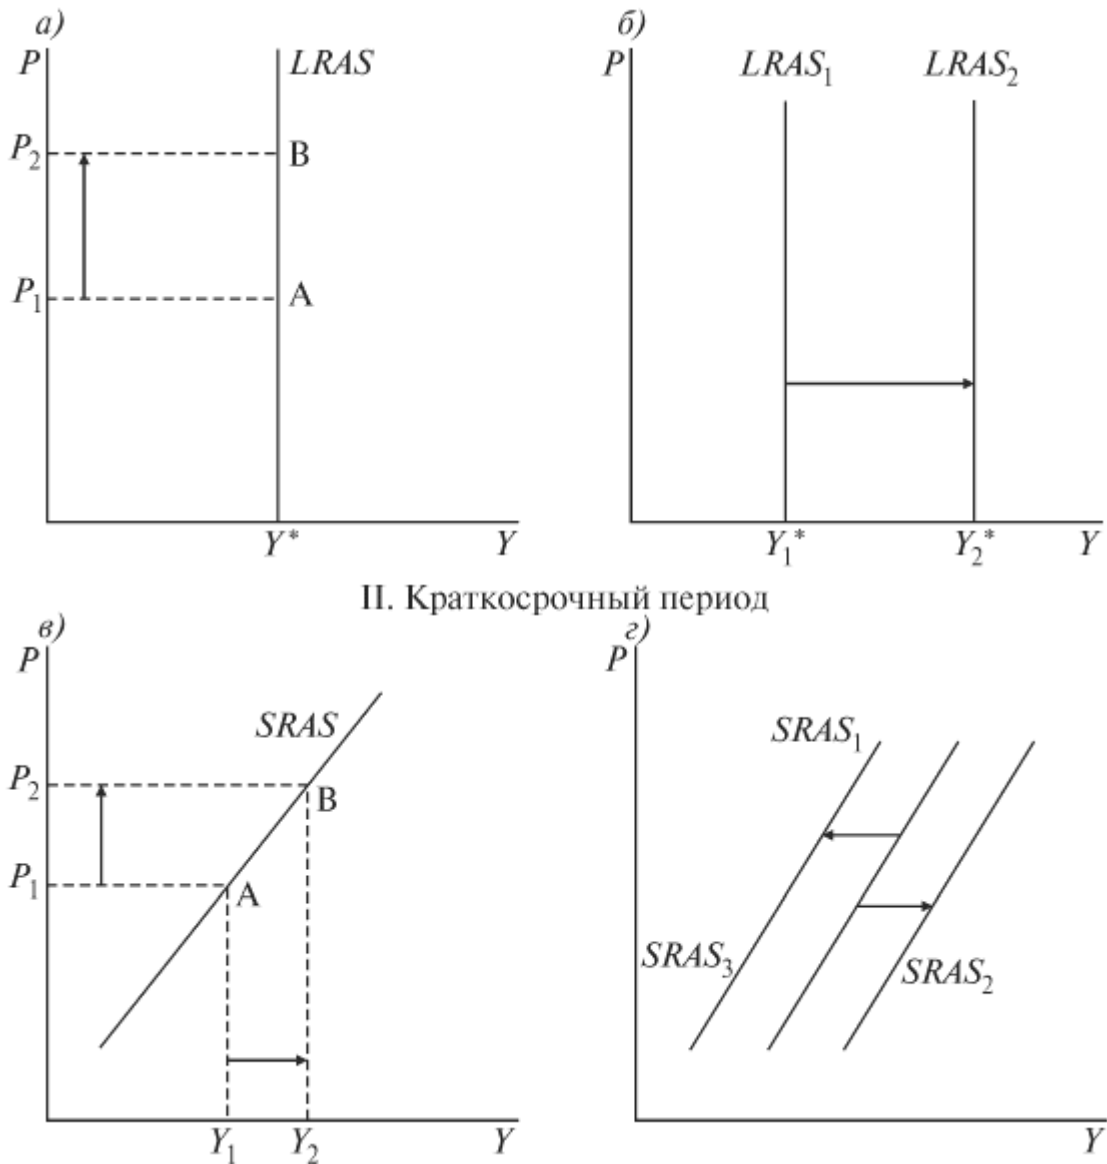 а)
P
LRAS
P₂
B
P₁
A
Y*
Y
б)
P
LRAS₁
LRAS₂
Y₁*
Y₂*
Y
II. Краткосрочный период
в)
P
SRAS
P₂
B
P₁
A
Y₁
Y₂
Y
г)
P
SRAS₁
SRAS₃
SRAS₂
Y